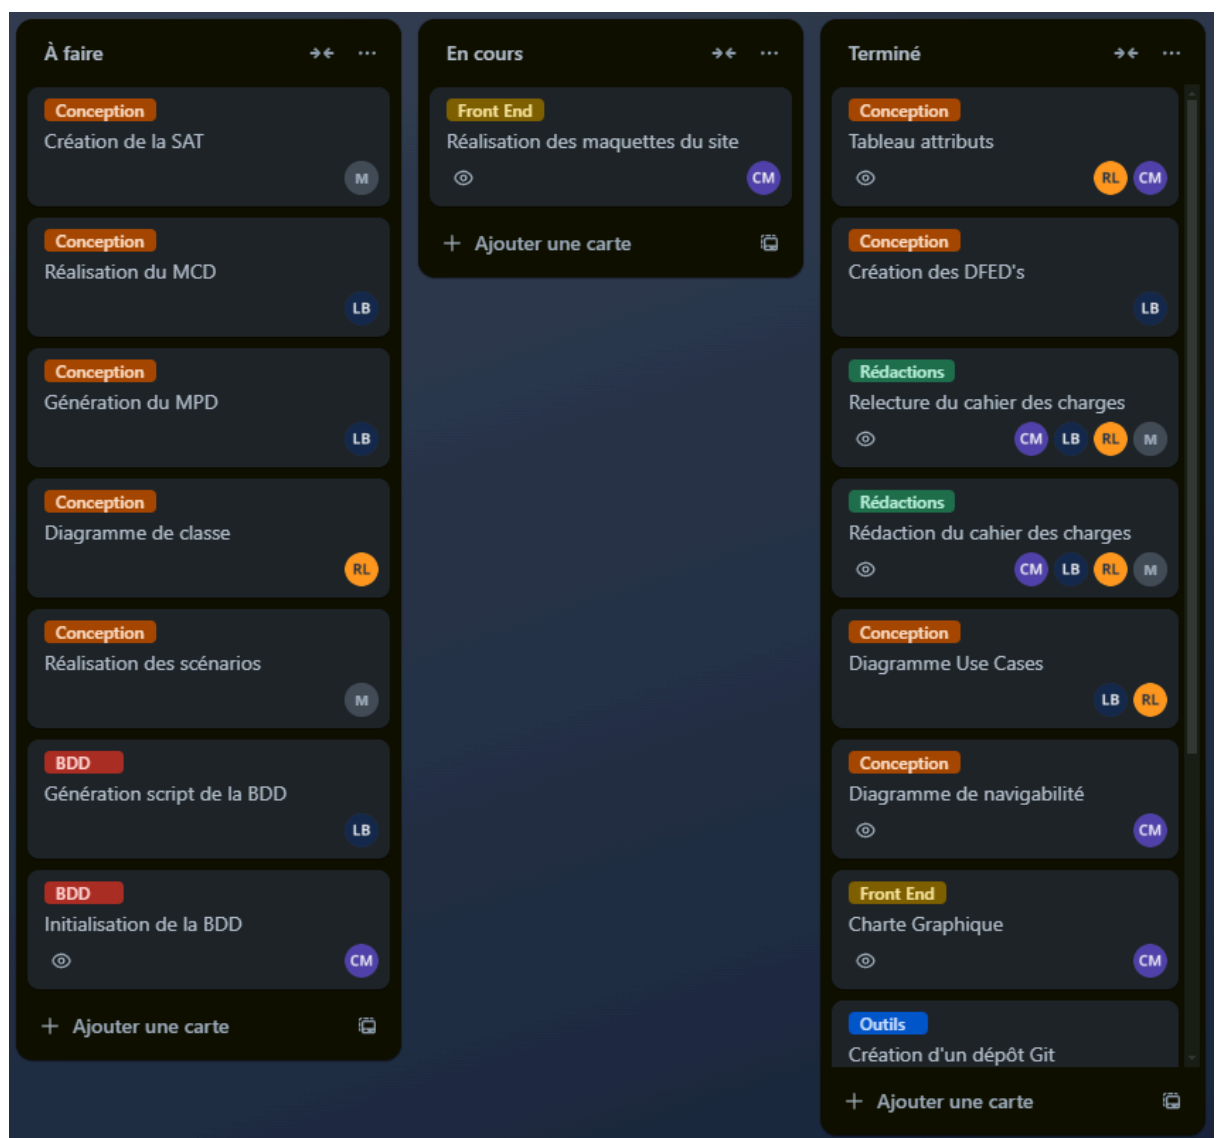 À faire
Conception
Création de la SAT
M
Conception
Réalisation du MCD
LB
Conception
Génération du MPD
LB
Conception
Diagramme de classe
RL
Conception
Réalisation des scénarios
M
BDD
Génération script de la BDD
LB
BDD
Initialisation de la BDD
CM
Ajouter une carte
En cours
Front End
Réalisation des maquettes du site
CM
Ajouter une carte
Terminé
Conception
Tableau attributs
RL CM
Conception
Création des DFED's
LB
Rédactions
Relecture du cahier des charges
CM LB RL M
Rédactions
Rédaction du cahier des charges
CM LB RL M
Conception
Diagramme Use Cases
LB RL
Conception
Diagramme de navigabilité
CM
Front End
Charte Graphique
CM
Outils
Création d'un dépôt Git
Ajouter une carte